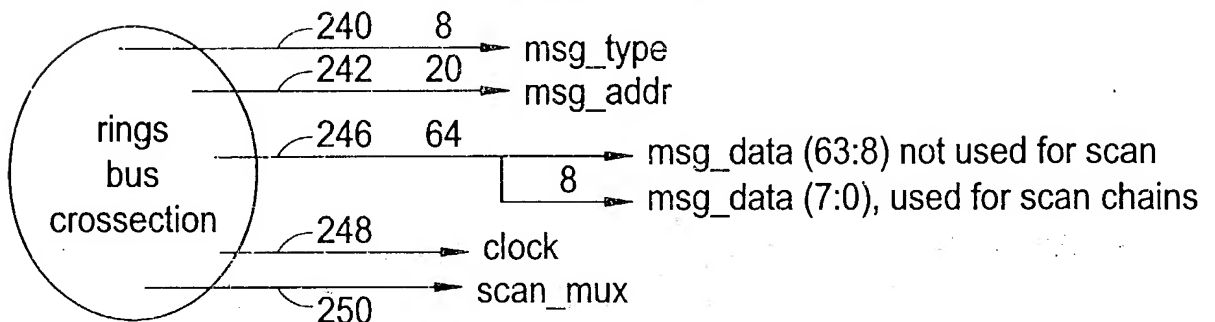 240 8
msg_type
242 20
msg_addr
rings
bus
crossection
246 64
msg_data (63:8) not used for scan
8
msg_data (7:0), used for scan chains
248
clock
250
scan_mux